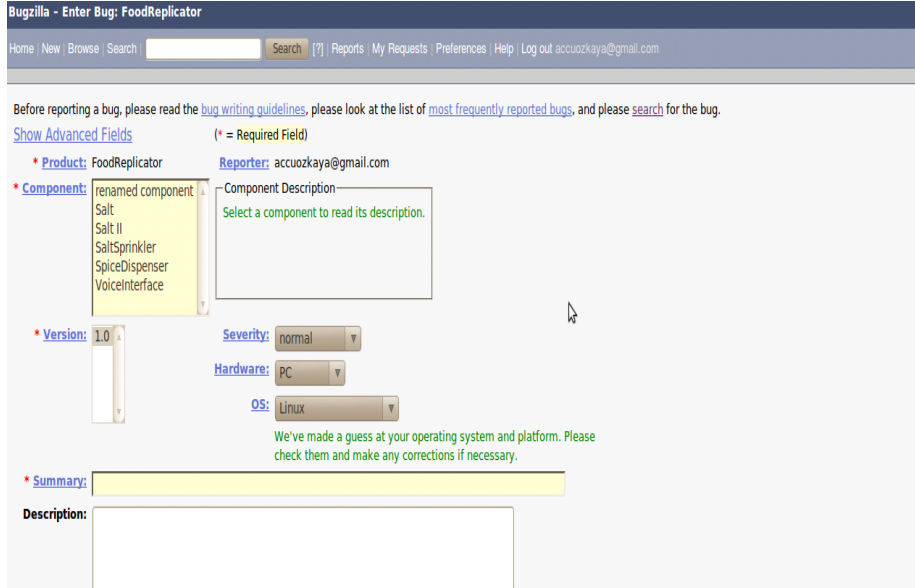 Bugzilla – Enter Bug: FoodReplicator
Home | New | Browse | Search | Search [?] | Reports | My Requests | Preferences | Help | Log out accuozkaya@gmail.com
Before reporting a bug, please read the bug writing guidelines, please look at the list of most frequently reported bugs, and please search for the bug.
Show Advanced Fields (* = Required Field)
* Product: FoodReplicator Reporter: accuozkaya@gmail.com
* Component: renamed component
Salt
Salt II
SaltSprinkler
SpiceDispenser
VoiceInterface
Component Description
Select a component to read its description.
* Version: 1.0
Severity: normal
Hardware: PC
OS: Linux
We've made a guess at your operating system and platform. Please
check them and make any corrections if necessary.
* Summary:
Description: